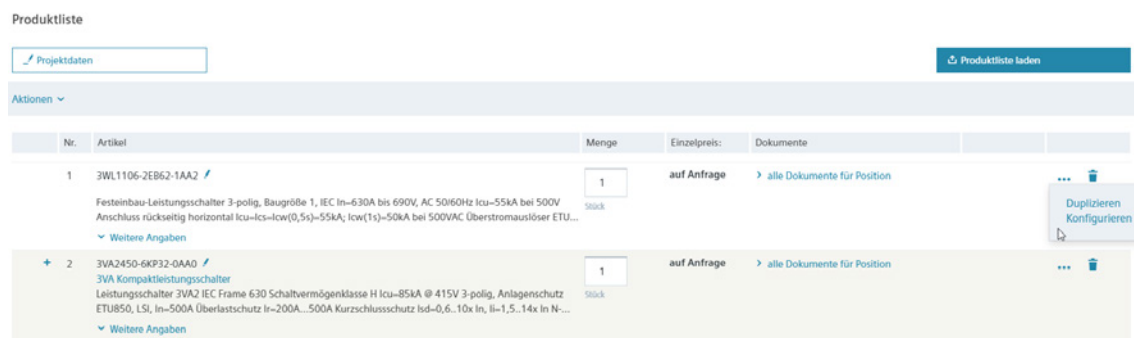 Produktliste
Projektdaten
Produktliste laden
Aktionen
Nr. Artikel Menge Einzelpreis: Dokumente
1 3WL1106-2EB62-1AA2 1 auf Anfrage alle Dokumente für Position ...
Festeinbau-Leistungsschalter 3-polig, Baugröße 1, IEC In=630A bis 690V, AC 50/60Hz Icu=55kA bei 500V Stück
Anschluss rückseitig horizontal Icu=Ics=Icw(0,5s)=55kA; Icw(1s)=50kA bei 500VAC Überstromauslöser ETU...
Duplizieren
Konfigurieren
Weitere Angaben
+ 2 3VA2450-6KP32-0AA0 1 auf Anfrage alle Dokumente für Position ...
3VA Kompaktleistungsschalter
Leistungsschalter 3VA2 IEC Frame 630 Schaltvermögenklasse H Icu=85kA @ 415V 3-polig, Anlagenschutz Stück
ETU850, LSI, In=500A Überlastschutz Ir=200A...500A Kurzschlussschutz Isd=0,6..10x In, Ii=1,5..14x In N-...
Weitere Angaben